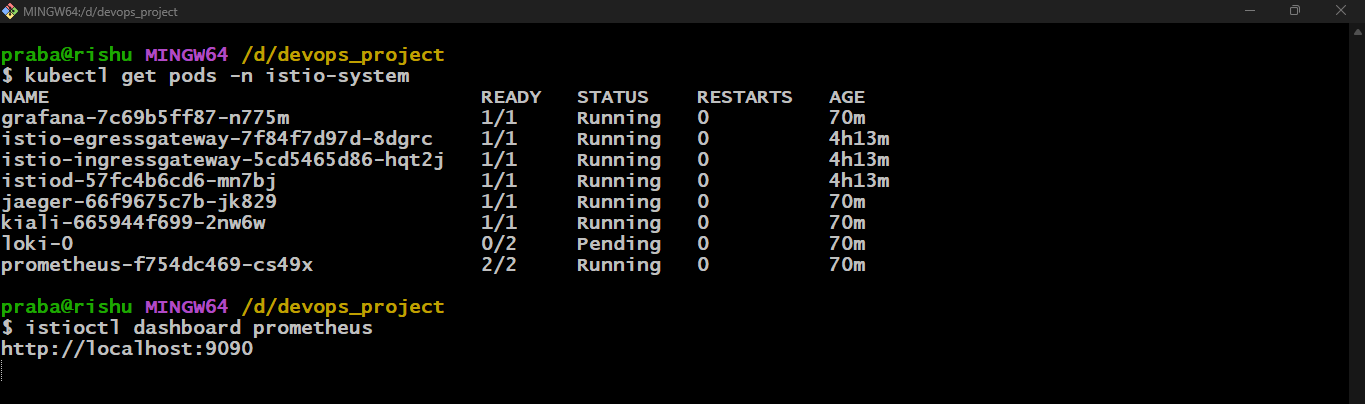 MINGW64:/d/devops_project
praba@rishu MINGW64 /d/devops_project
$ kubectl get pods -n istio-system
NAME READY STATUS RESTARTS AGE
grafana-7c69b5ff87-n775m 1/1 Running 0 70m
istio-egressgateway-7f84f7d97d-8dgrc 1/1 Running 0 4h13m
istio-ingressgateway-5cd5465d86-hqt2j 1/1 Running 0 4h13m
istiod-57fc4b6cd6-mn7bj 1/1 Running 0 4h13m
jaeger-66f9675c7b-jk829 1/1 Running 0 70m
kiali-665944f699-2nw6w 1/1 Running 0 70m
loki-0 0/2 Pending 0 70m
prometheus-f754dc469-cs49x 2/2 Running 0 70m
praba@rishu MINGW64 /d/devops_project
$ istioctl dashboard prometheus
http://localhost:9090